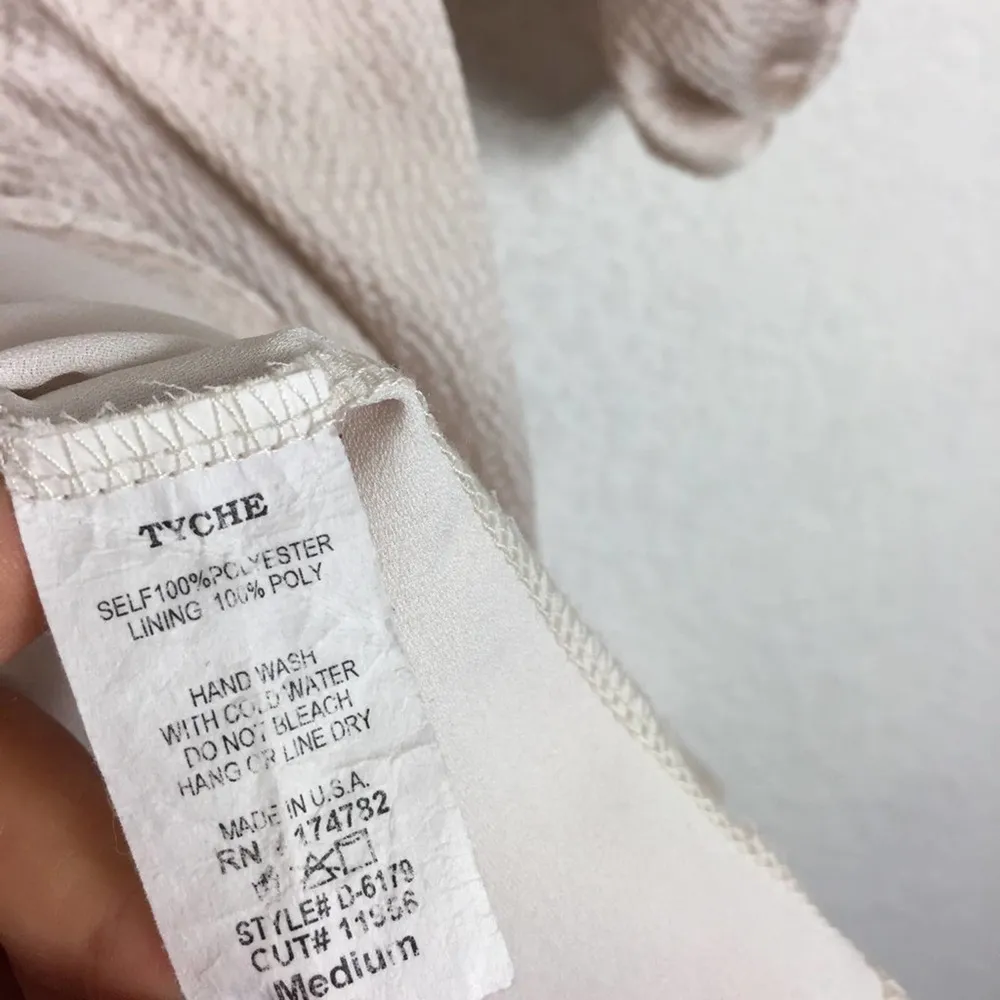 TYCHE
SELF100%POLYESTER
LINING 100% POLY
HAND WASH
WITH COLD WATER
DO NOT BLEACH
HANG OR LINE DRY
MADE IN U.S.A.
RN # 174782
STYLE# D-6179
CUT# 11956
Medium